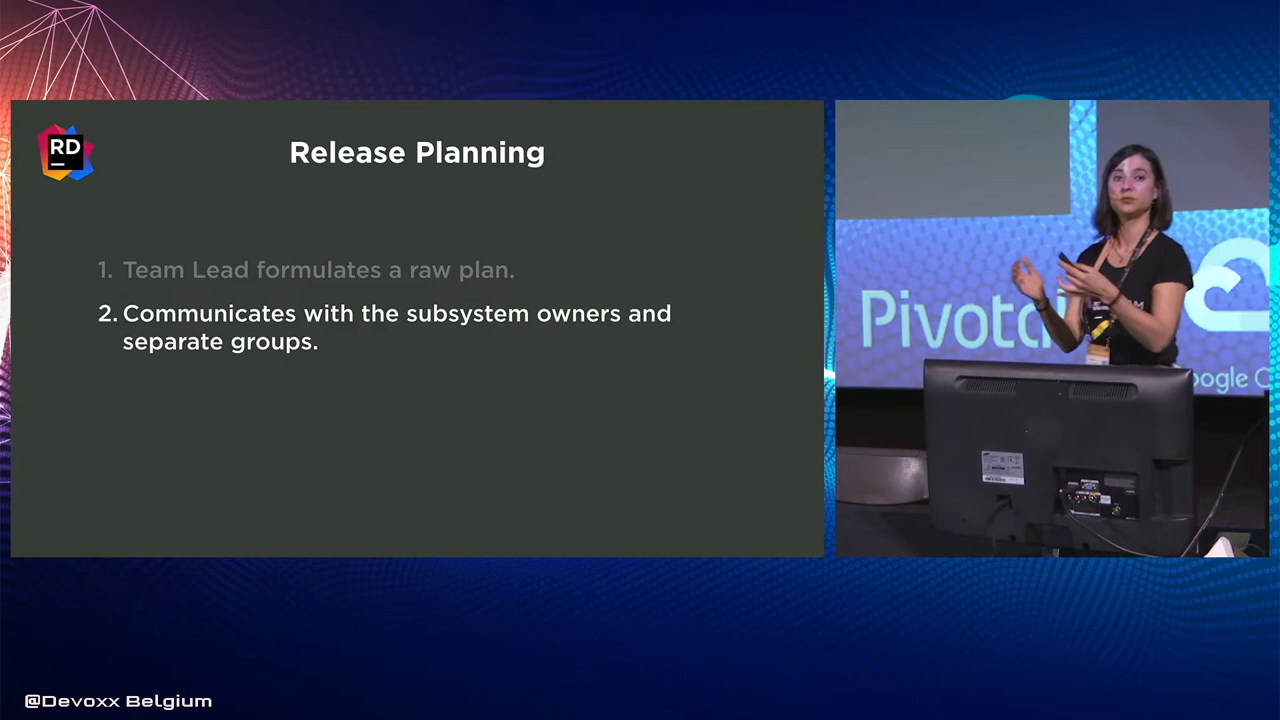 RD
Release Planning
1. Team Lead formulates a raw plan.
2. Communicates with the subsystem owners and
separate groups.
Pivota
oogle C
@Devoxx Belgium